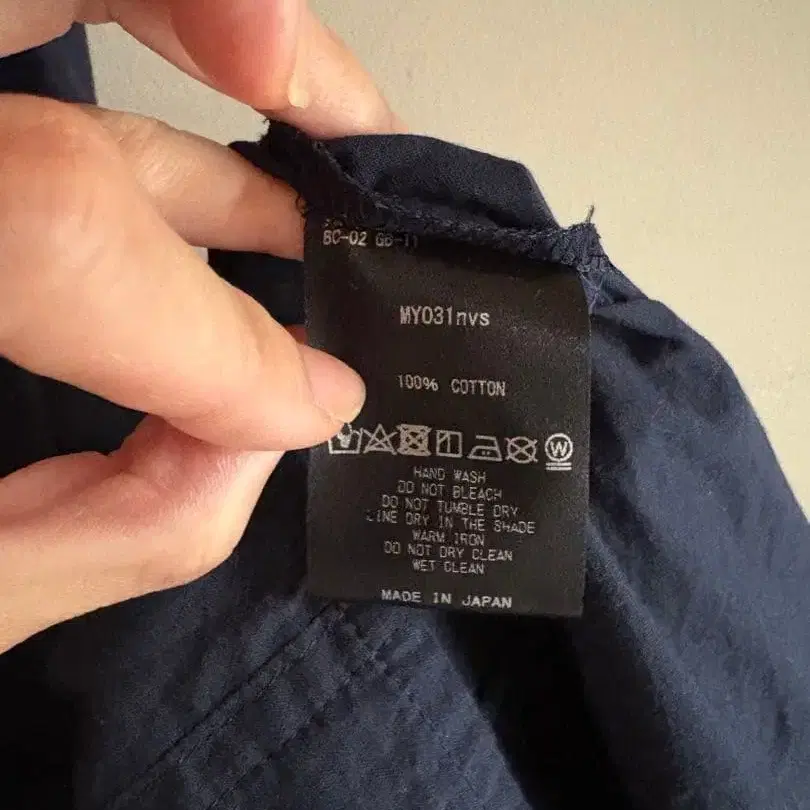 BC-02 GB-11
MY031nvs
100% COTTON
W
HAND WASH
DO NOT BLEACH
DO NOT TUMBLE DRY
LINE DRY IN THE SHADE
WARM IRON
DO NOT DRY CLEAN
WET CLEAN
MADE IN JAPAN